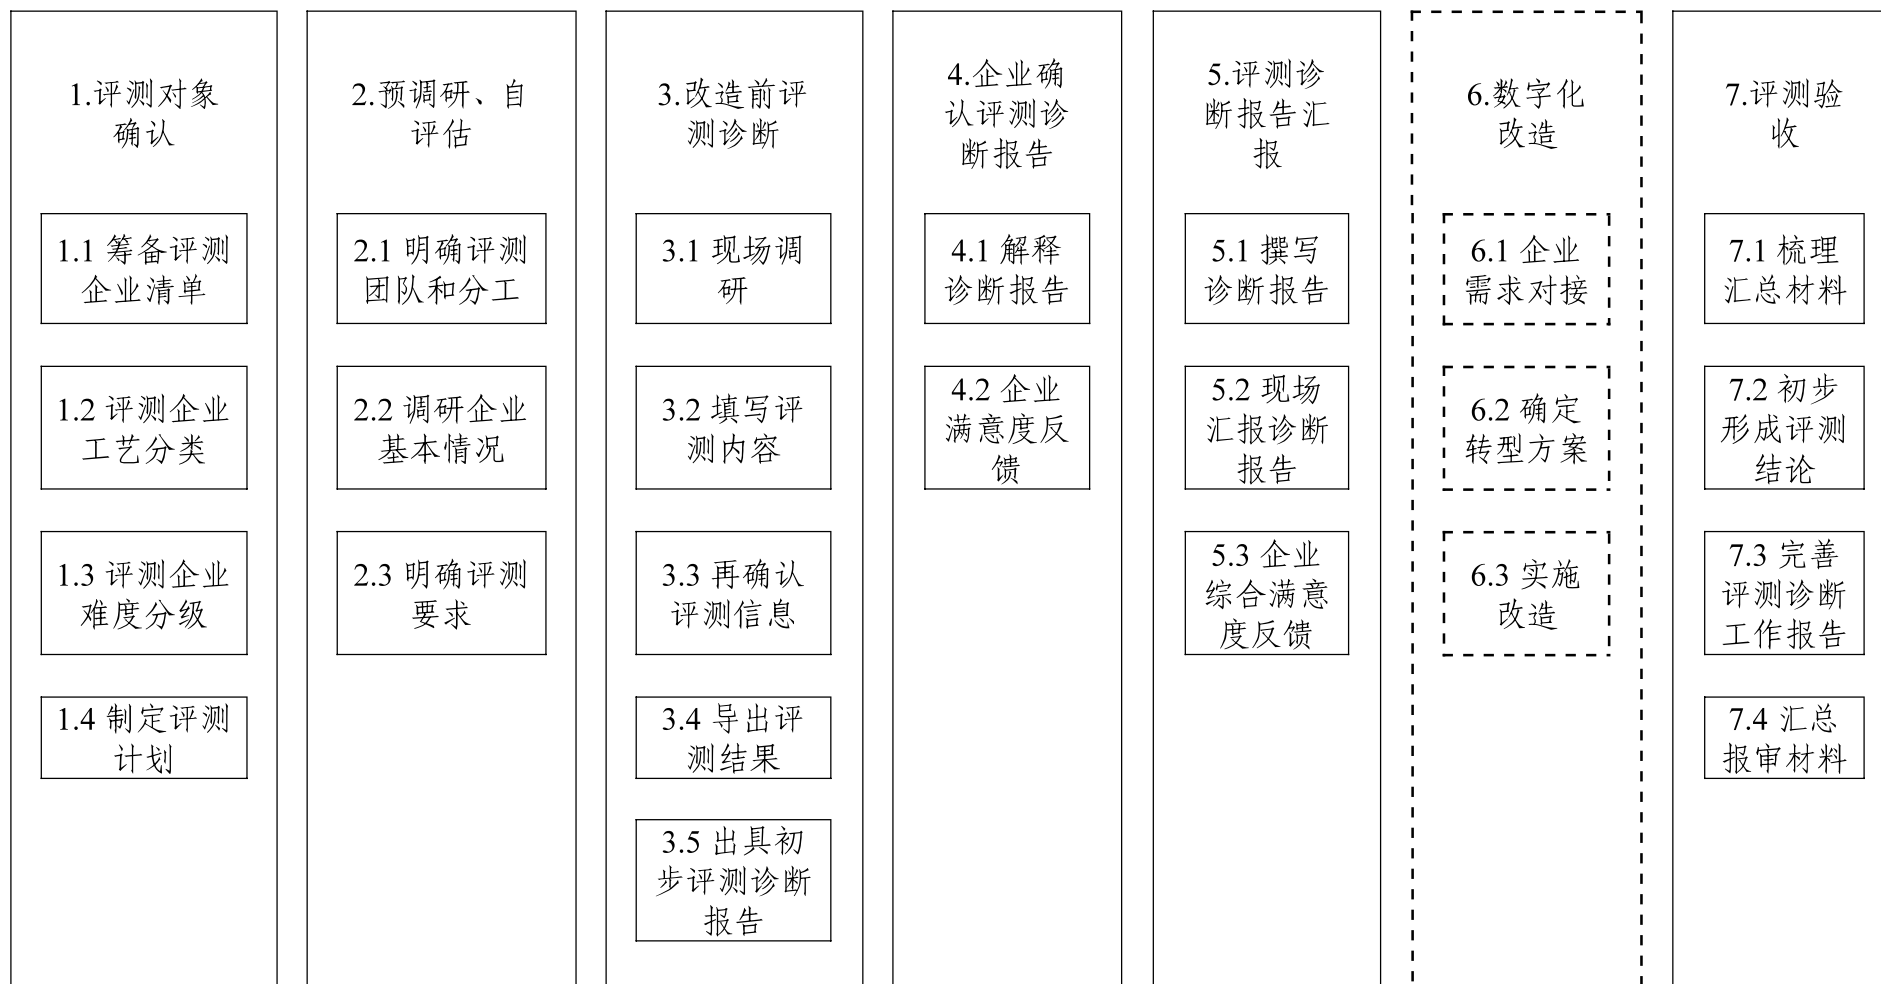 1.评测对象
确认
1.1 筹备评测
企业清单
1.2 评测企业
工艺分类
1.3 评测企业
难度分级
1.4 制定评测
计划
2.预调研、自
评估
2.1 明确评测
团队和分工
2.2 调研企业
基本情况
2.3 明确评测
要求
3.改造前评
测诊断
3.1 现场调
研
3.2 填写评
测内容
3.3 再确认
评测信息
3.4 导出评
测结果
3.5 出具初
步评测诊断
报告
4.企业确
认评测诊
断报告
4.1 解释
诊断报告
4.2 企业
满意度反
馈
5.评测诊
断报告汇
报
5.1 撰写
诊断报告
5.2 现场
汇报诊断
报告
5.3 企业
综合满意
度反馈
6.数字化
改造
6.1 企业
需求对接
6.2 确定
转型方案
6.3 实施
改造
7.评测验
收
7.1 梳理
汇总材料
7.2 初步
形成评测
结论
7.3 完善
评测诊断
工作报告
7.4 汇总
报审材料